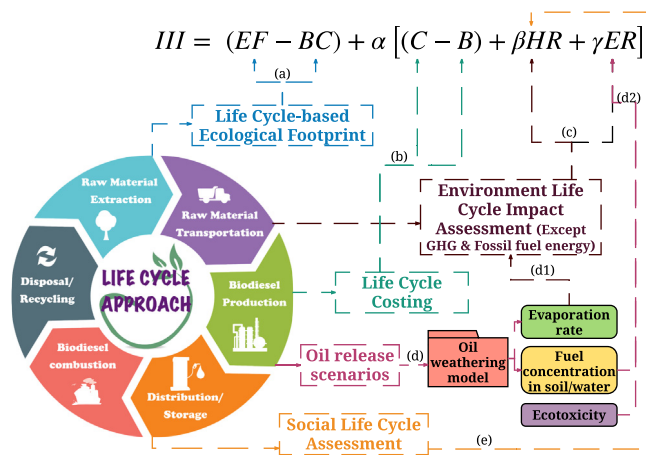 III = (EF − BC) + α [(C − B) + βHR + γER]
(a)
(d2)
Life Cycle-based
Ecological Footprint
(b)
(c)
Raw Material
Extraction
Raw Material
Transportation
Environment Life
Cycle Impact
Assessment (Except
GHG & Fossil fuel energy)
Disposal/
Recycling
LIFE CYCLE
APPROACH
Biodiesel
Production
Life Cycle
Costing
(d1)
Evaporation
rate
Biodiesel
combustion
Oil release
scenarios
(d)
Oil
weathering
model
Fuel
concentration
in soil/water
Distribution/
Storage
Ecotoxicity
Social Life Cycle
Assessment
(e)